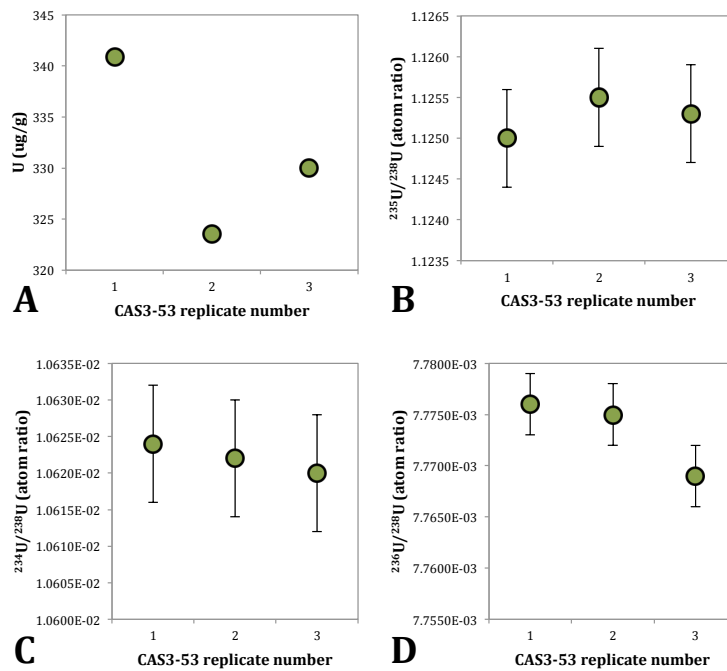 345
340
335
330
325
320
U (ug/g)
1
2
3
CAS3-53 replicate number
A
1.1265
1.1260
1.1255
1.1250
1.1245
1.1240
1.1235
²³⁵U/²³⁸U (atom ratio)
1
2
3
CAS3-53 replicate number
B
1.0635E-02
1.0630E-02
1.0625E-02
1.0620E-02
1.0615E-02
1.0610E-02
1.0605E-02
1.0600E-02
²³⁴U/²³⁸U (atom ratio)
1
2
3
CAS3-53 replicate number
C
7.7800E-03
7.7750E-03
7.7700E-03
7.7650E-03
7.7600E-03
7.7550E-03
²³⁶U/²³⁸U (atom ratio)
1
2
3
CAS3-53 replicate number
D